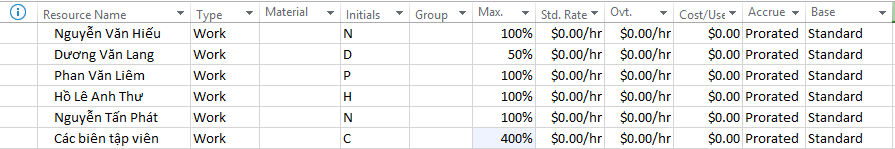 Resource Name Type Material Initials Group Max. Std. Rate Ovt. Cost/Use Accrue Base
Nguyễn Văn Hiếu Work N 100% $0.00/hr $0.00/hr $0.00 Prorated Standard
Dương Văn Lang Work D 50% $0.00/hr $0.00/hr $0.00 Prorated Standard
Phan Văn Liêm Work P 100% $0.00/hr $0.00/hr $0.00 Prorated Standard
Hồ Lê Anh Thư Work H 100% $0.00/hr $0.00/hr $0.00 Prorated Standard
Nguyễn Tấn Phát Work N 100% $0.00/hr $0.00/hr $0.00 Prorated Standard
Các biên tập viên Work C 400% $0.00/hr $0.00/hr $0.00 Prorated Standard